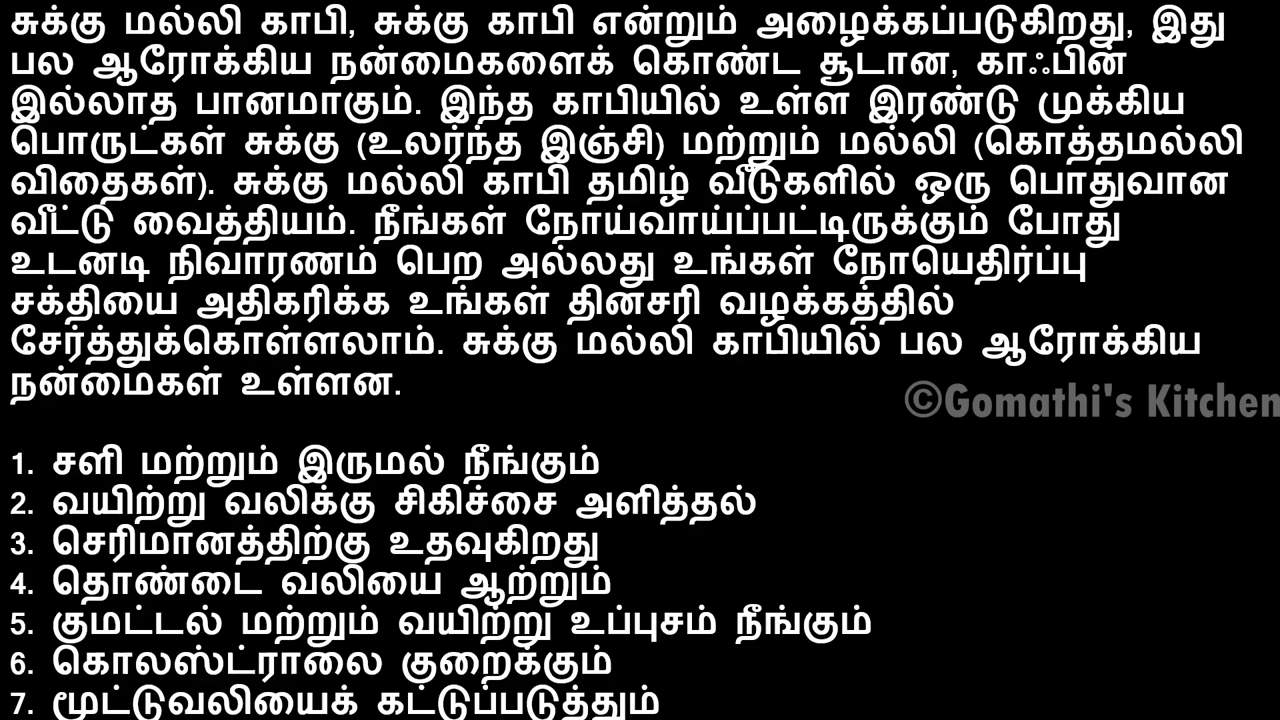 சுக்கு மல்லி காபி, சுக்கு காபி என்றும் அழைக்கப்படுகிறது, இது
பல ஆரோக்கிய நன்மைகளைக் கொண்ட சூடான, காஃபின்
இல்லாத பானமாகும். இந்த காபியில் உள்ள இரண்டு முக்கிய
பொருட்கள் சுக்கு (உலர்ந்த இஞ்சி) மற்றும் மல்லி (கொத்தமல்லி
விதைகள்). சுக்கு மல்லி காபி தமிழ் வீடுகளில் ஒரு பொதுவான
வீட்டு வைத்தியம். நீங்கள் நோய்வாய்ப்பட்டிருக்கும் போது
உடனடி நிவாரணம் பெற அல்லது உங்கள் நோயெதிர்ப்பு
சக்தியை அதிகரிக்க உங்கள் தினசரி வழக்கத்தில்
சேர்த்துக்கொள்ளலாம். சுக்கு மல்லி காபியில் பல ஆரோக்கிய
நன்மைகள் உள்ளன.
©Gomathi's Kitchen
1. சளி மற்றும் இருமல் நீங்கும்
2. வயிற்று வலிக்கு சிகிச்சை அளித்தல்
3. செரிமானத்திற்கு உதவுகிறது
4. தொண்டை வலியை ஆற்றும்
5. குமட்டல் மற்றும் வயிற்று உப்புசம் நீங்கும்
6. கொலஸ்ட்ராலை குறைக்கும்
7. மூட்டுவலியைக் கட்டுப்படுத்தும்